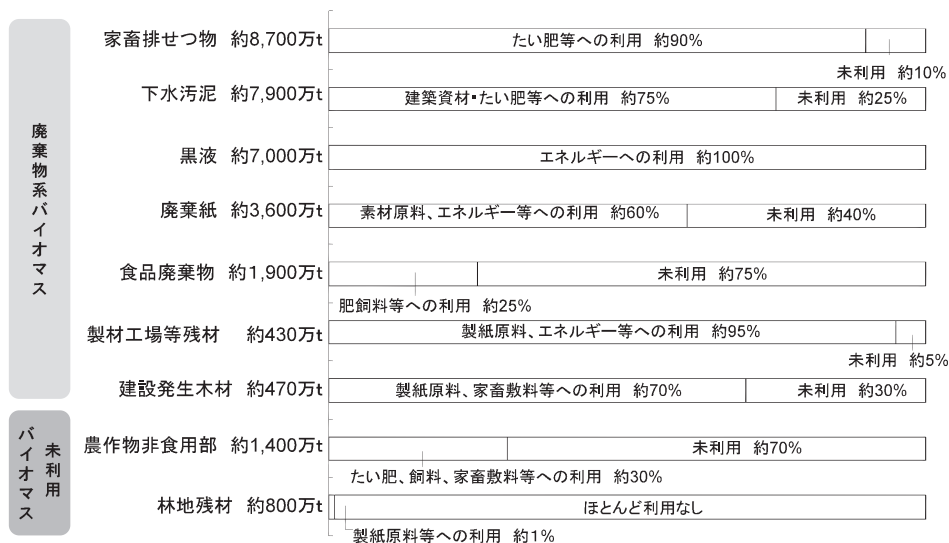 廃棄物系バイオマス
家畜排せつ物 約8,700万t
たい肥等への利用 約90%
未利用 約10%
下水汚泥 約7,900万t
建築資材・たい肥等への利用 約75%
未利用 約25%
黒液 約7,000万t
エネルギーへの利用 約100%
廃棄紙 約3,600万t
素材原料、エネルギー等への利用 約60%
未利用 約40%
食品廃棄物 約1,900万t
未利用 約75%
肥飼料等への利用 約25%
製材工場等残材 約430万t
製紙原料、エネルギー等への利用 約95%
未利用 約5%
建設発生木材 約470万t
製紙原料、家畜敷料等への利用 約70%
未利用 約30%
未利用
バイオマス
農作物非食用部 約1,400万t
未利用 約70%
たい肥、飼料、家畜敷料等への利用 約30%
林地残材 約800万t
ほとんど利用なし
製紙原料等への利用 約1%